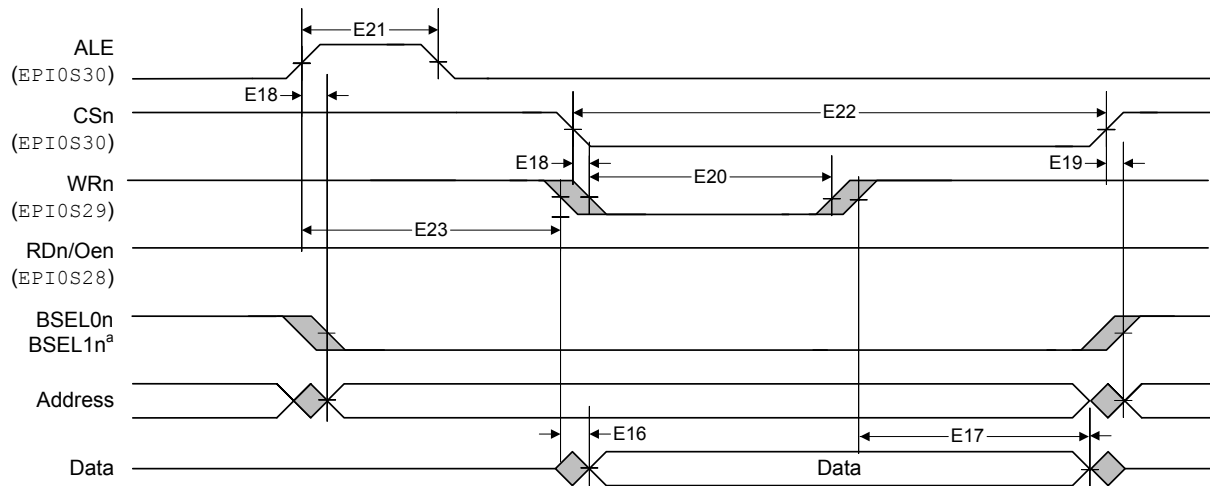 E21
ALE
(EPI0S30)
E18
CSn
(EPI0S30)
E22
E18
E19
E20
WRn
(EPI0S29)
E23
RDn/Oen
(EPI0S28)
BSEL0n
BSEL1nᵃ
Address
E16
E17
Data
Data